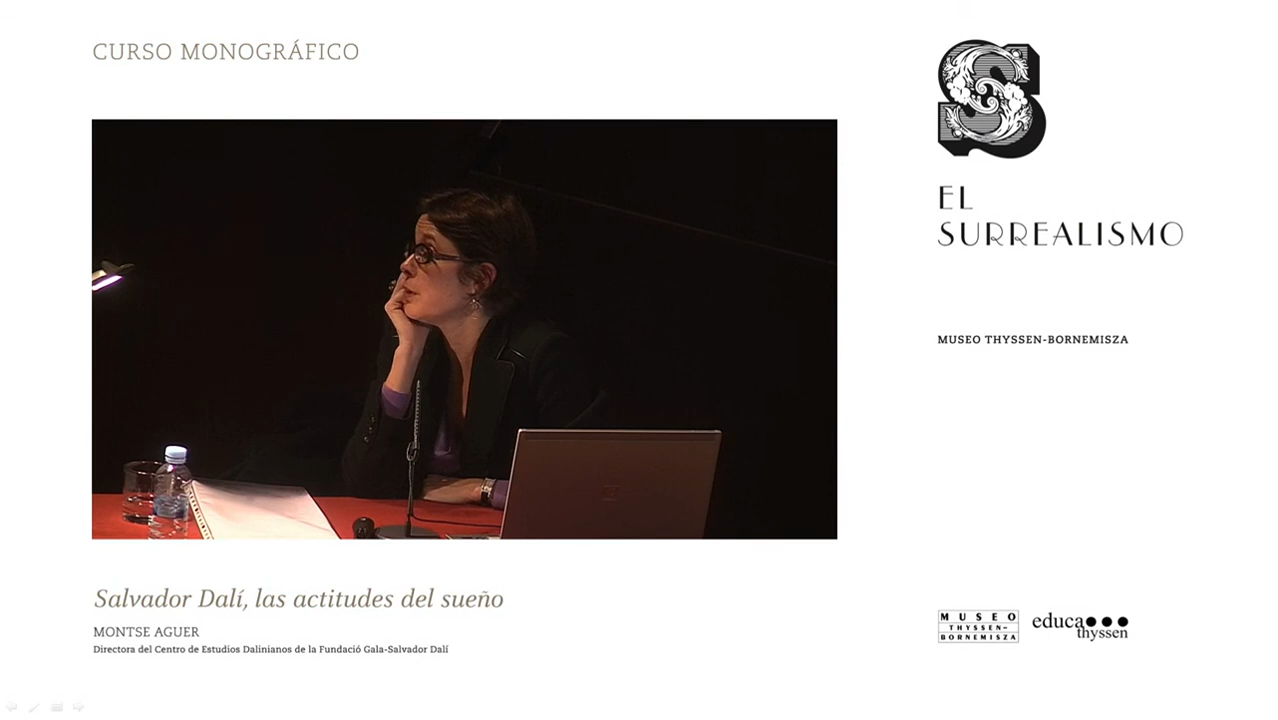 CURSO MONOGRÁFICO
S
EL
SURREALISMO
MUSEO THYSSEN-BORNEMISZA
Salvador Dalí, las actitudes del sueño
MONTSE AGUER
Directora del Centro de Estudios Dalinianos de la Fundació Gala-Salvador Dalí
MUSEO
THYSSEN-
BORNEMISZA
educa
thyssen